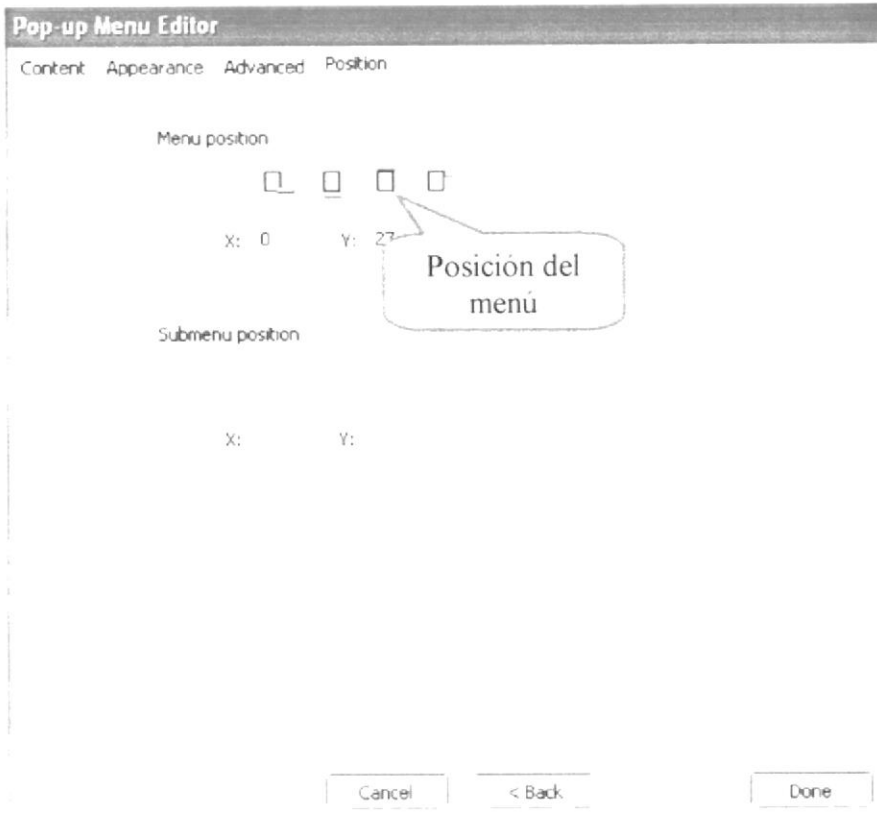 Pop-up Menu Editor
Content Appearance Advanced Position
Menu position
X: 0 Y: 27
Posición del
menú
Submenu position
X: Y:
Cancel < Back Done